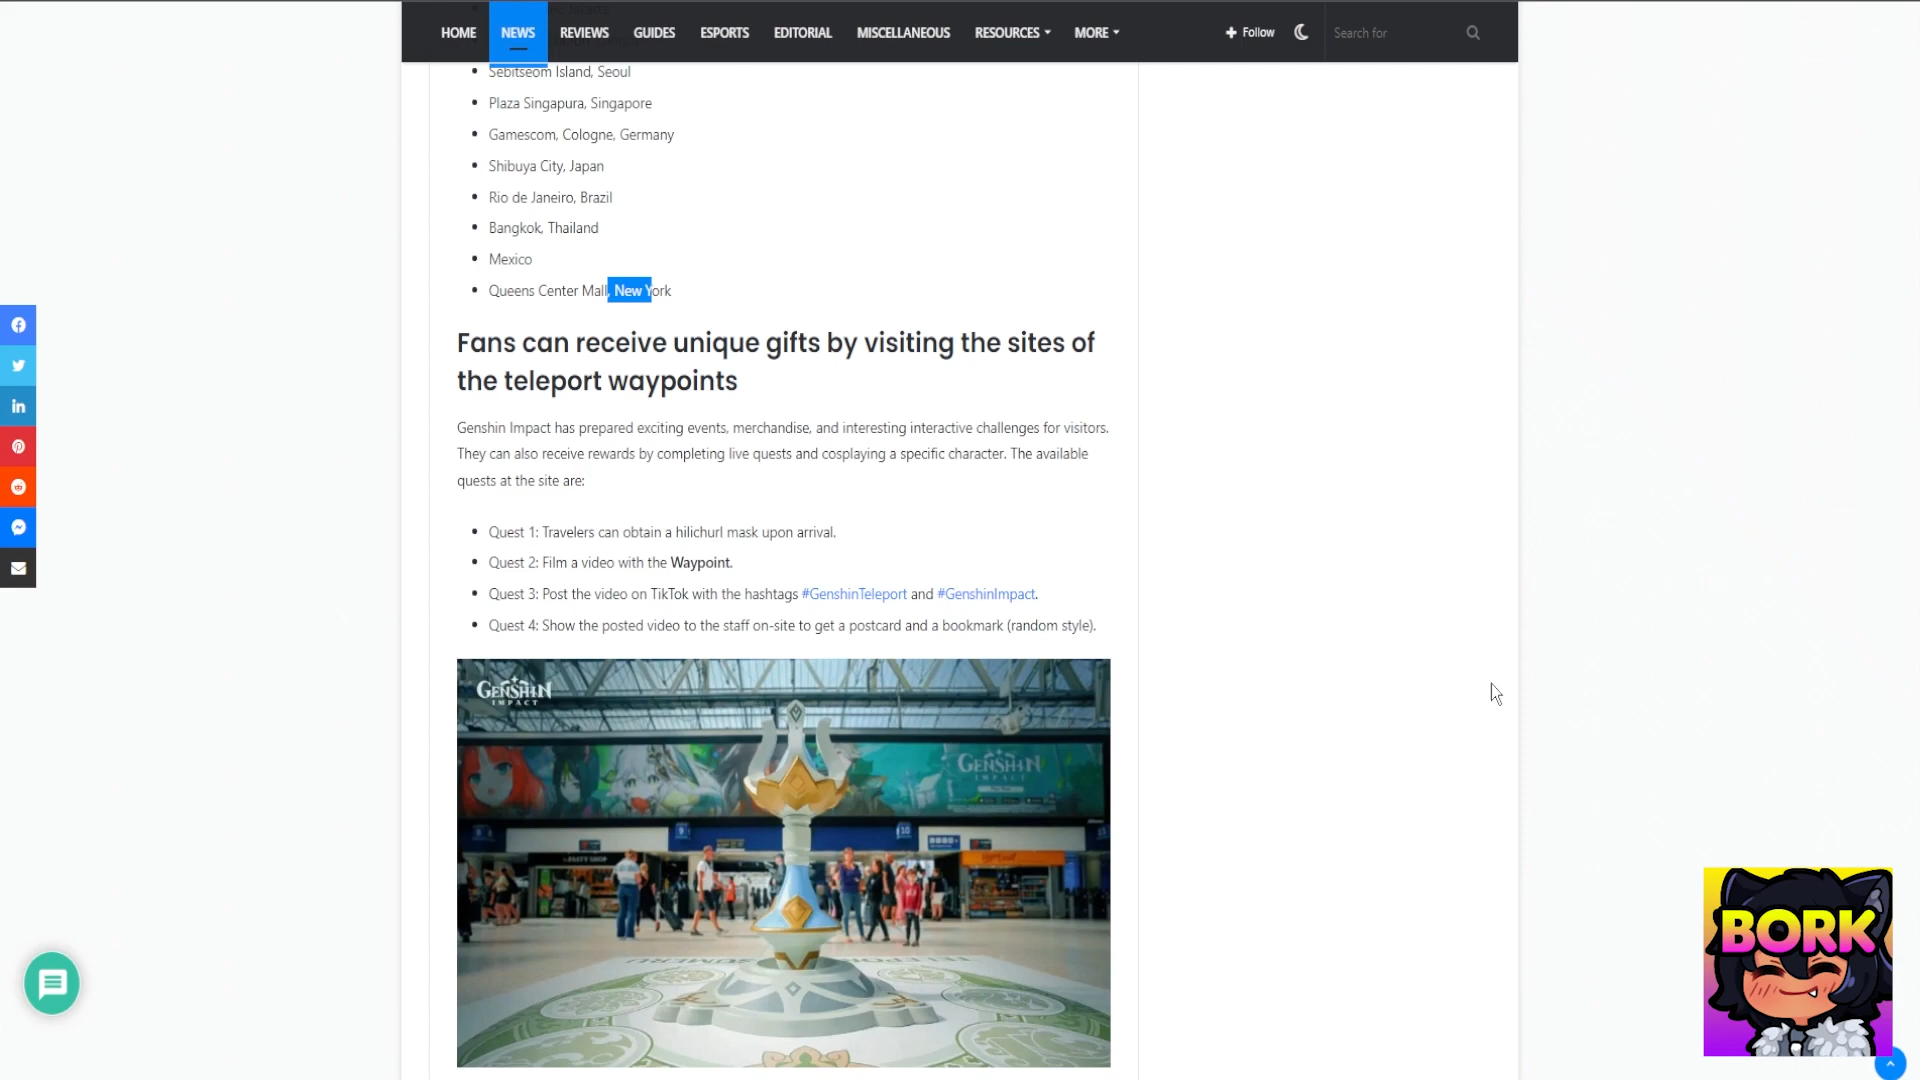 HOME NEWS REVIEWS GUIDES ESPORTS EDITORIAL MISCELLANEOUS RESOURCES MORE Follow Search for
Sebitseom Island, Seoul
Plaza Singapura, Singapore
Gamescom, Cologne, Germany
Shibuya City, Japan
Rio de Janeiro, Brazil
Bangkok, Thailand
Mexico
Queens Center Mall, New York
Fans can receive unique gifts by visiting the sites of
the teleport waypoints
Genshin Impact has prepared exciting events, merchandise, and interesting interactive challenges for visitors.
They can also receive rewards by completing live quests and cosplaying a specific character. The available
quests at the site are:
Quest 1: Travelers can obtain a hilichurl mask upon arrival.
Quest 2: Film a video with the Waypoint.
Quest 3: Post the video on TikTok with the hashtags #GenshinTeleport and #GenshinImpact.
Quest 4: Show the posted video to the staff on-site to get a postcard and a bookmark (random style).
GENSHIN
IMPACT
GENSHIN
IMPACT
9
10
BORK